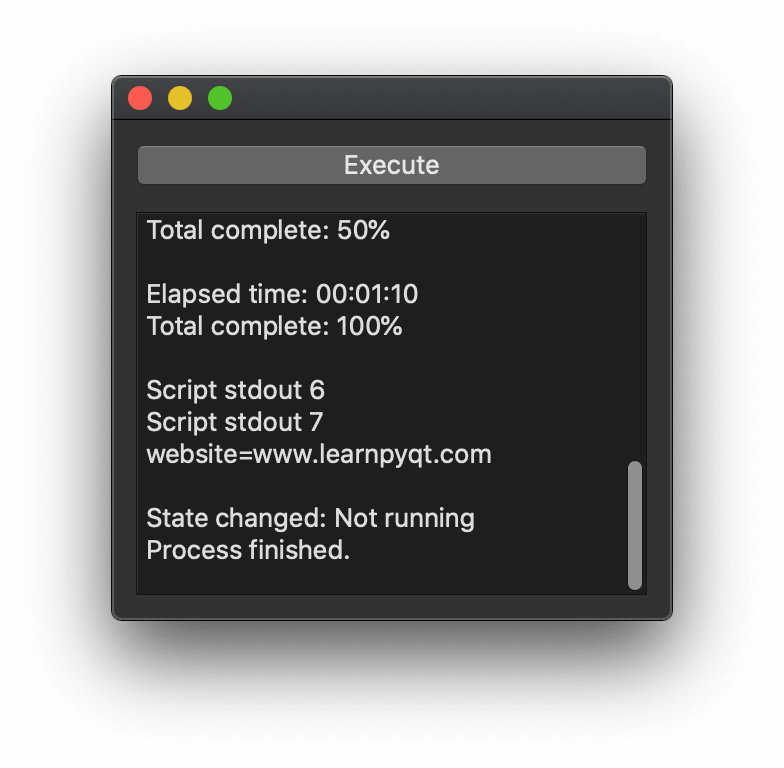 Execute
Total complete: 50%
Elapsed time: 00:01:10
Total complete: 100%
Script stdout 6
Script stdout 7
website=www.learnpyqt.com
State changed: Not running
Process finished.